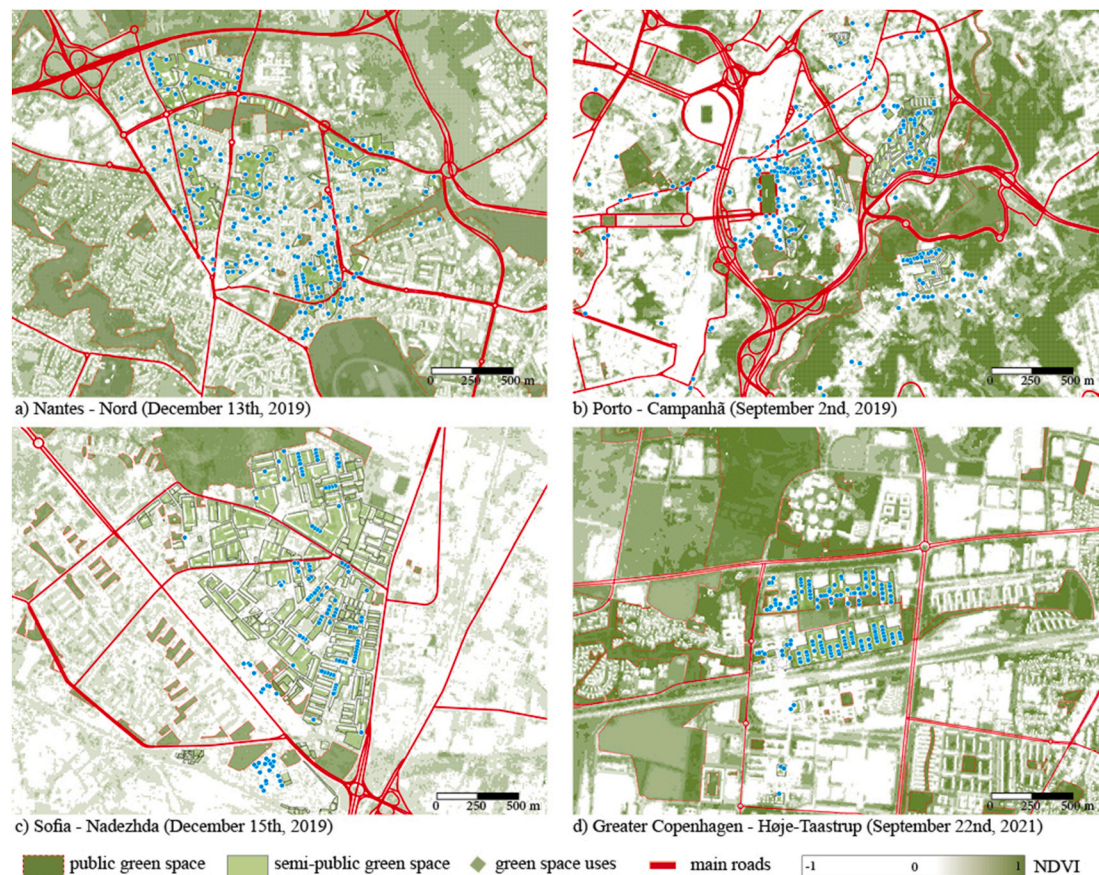 0 250 500 m
0 250 500 m
a) Nantes - Nord (December 13th, 2019)
b) Porto - Campanhã (September 2nd, 2019)
0 250 500 m
0 250 500 m
c) Sofia - Nadezhda (December 15th, 2019)
d) Greater Copenhagen - Høje-Taastrup (September 22nd, 2021)
public green space semi-public green space green space uses main roads -1 0 1 NDVI